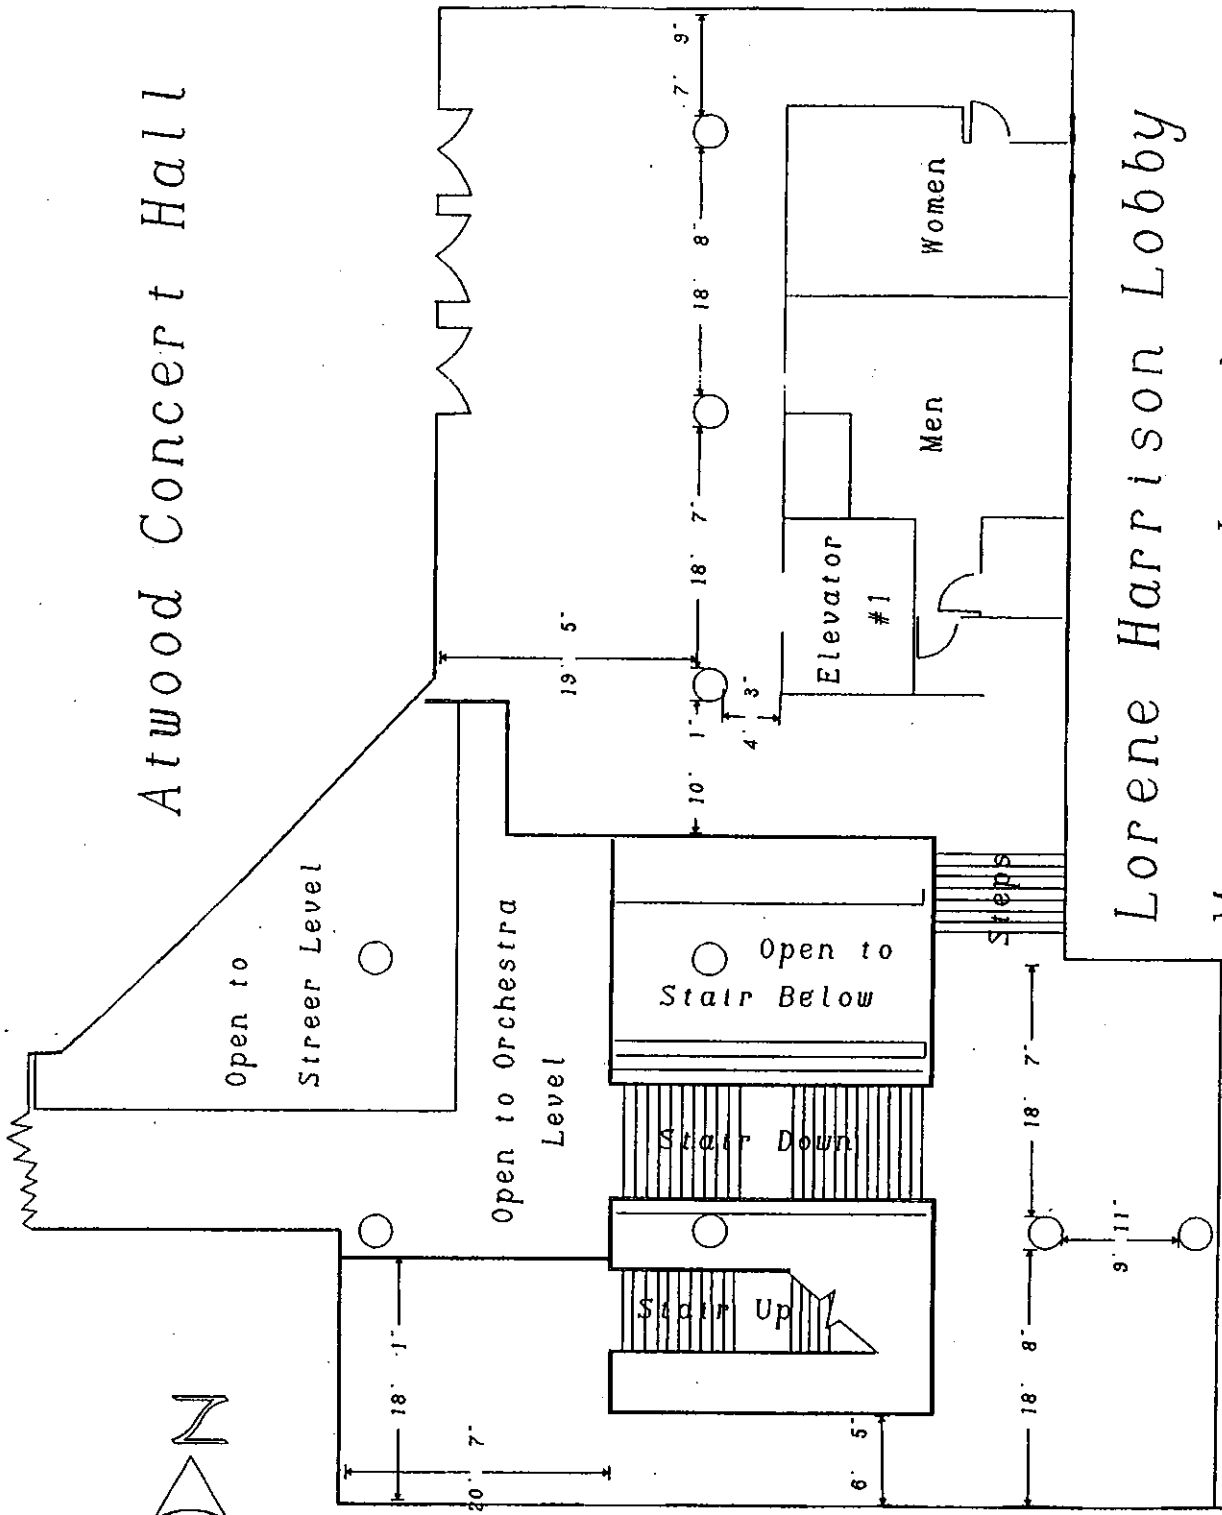 Atwood Concert Hall
N
Open to
Streer Level
Open to Orchestra
Level
18' 1"
20' 7"
19' 5"
10' 1"
18' 7"
18' 8"
7' 9"
4' 3"
Stair Up
Stair Down
Open to
Stair Below
Elevator
#1
Men
Women
6' 5"
Steps
18' 8"
18' 7"
9' 11"
Lorene Harrison Lobby